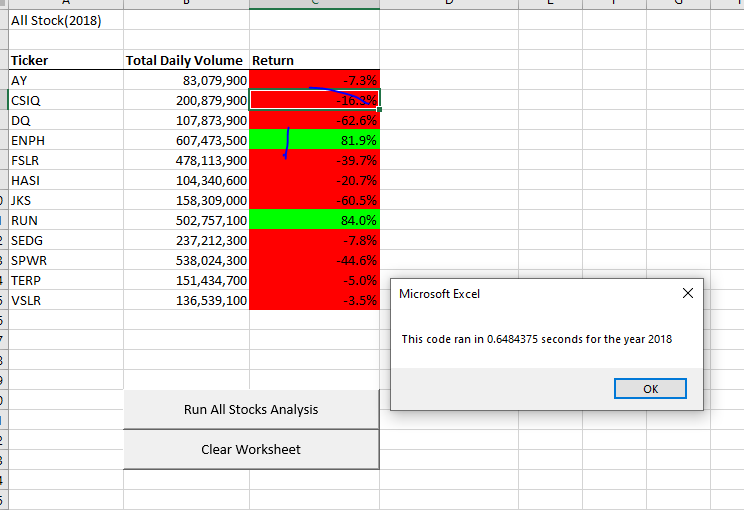 All Stock(2018)
Ticker Total Daily Volume Return
AY 83,079,900 -7.3%
CSIQ 200,879,900
DQ 107,873,900 -62.6%
ENPH 607,473,500 81.9%
FSLR 478,113,900 -39.7%
HASI 104,340,600 -20.7%
JKS 158,309,000 -60.5%
RUN 502,757,100 84.0%
SEDG 237,212,300 -7.8%
SPWR 538,024,300 -44.6%
TERP 151,434,700 -5.0%
VSLR 136,539,100 -3.5%
Microsoft Excel
This code ran in 0.6484375 seconds for the year 2018
OK
Run All Stocks Analysis
Clear Worksheet